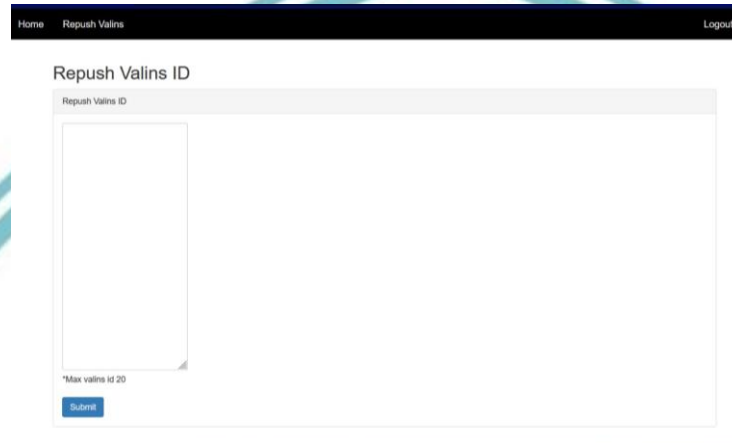 Home Repush Valins Logout
Repush Valins ID
Repush Valins ID
*Max valins id 20
Submit